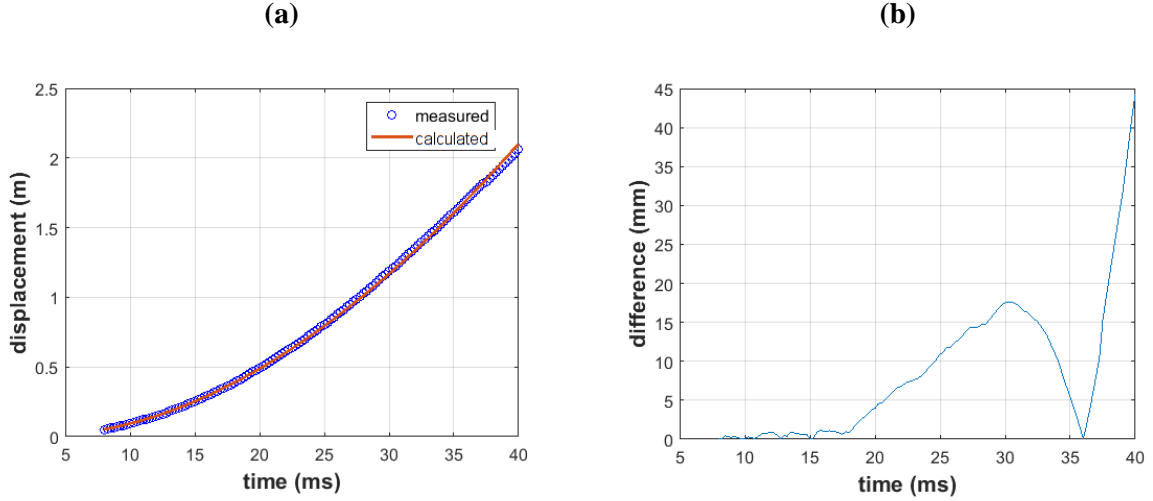 (a)
(b)
displacement (m)
2.5
2
1.5
1
0.5
0
5 10 15 20 25 30 35 40
time (ms)
measured
calculated
difference (mm)
45
40
35
30
25
20
15
10
5
0
5 10 15 20 25 30 35 40
time (ms)